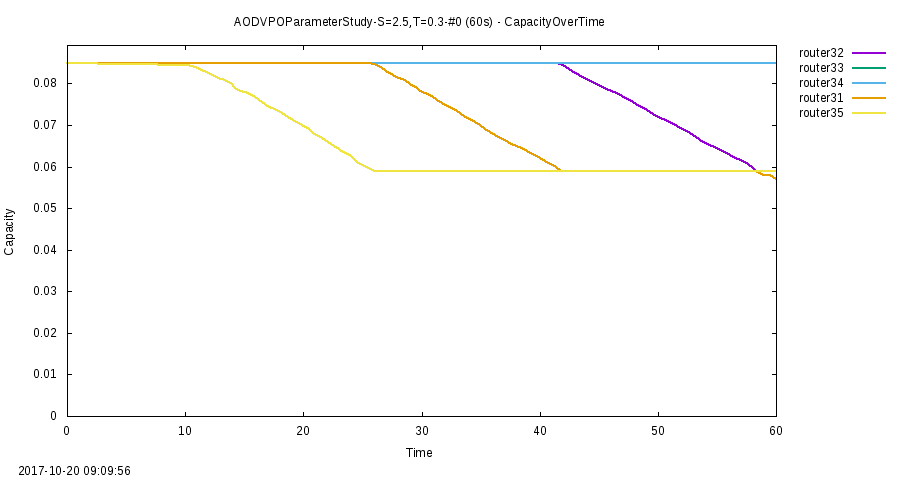 AODVPOParameterStudy-S=2.5,T=0.3-#0 (60s) - CapacityOverTime
router32
router33
router34
router31
router35
0.08
0.07
0.06
0.05
0.04
0.03
0.02
0.01
0
Capacity
0 10 20 30 40 50 60
Time
2017-10-20 09:09:56